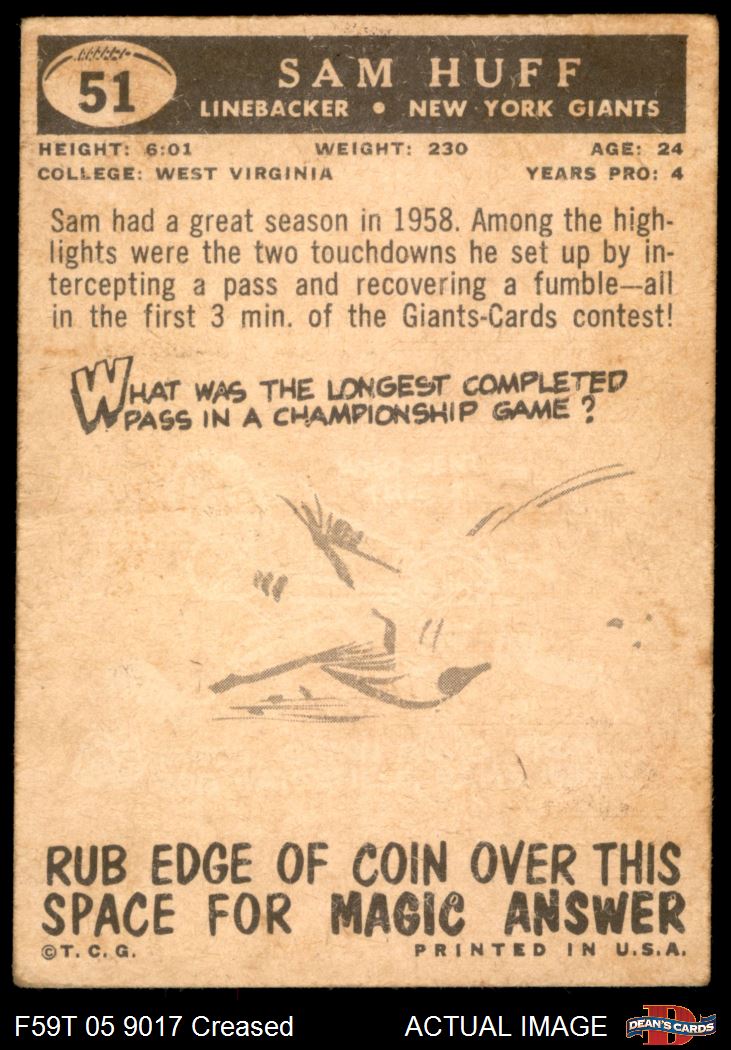 51
SAM HUFF
LINEBACKER • NEW YORK GIANTS
HEIGHT: 6:01 WEIGHT: 230 AGE: 24
COLLEGE: WEST VIRGINIA YEARS PRO: 4
Sam had a great season in 1958. Among the high-
lights were the two touchdowns he set up by in-
tercepting a pass and recovering a fumble—all
in the first 3 min. of the Giants-Cards contest!
WHAT WAS THE LONGEST COMPLETED
PASS IN A CHAMPIONSHIP GAME?
RUB EDGE OF COIN OVER THIS
SPACE FOR MAGIC ANSWER
©T. C. G. PRINTED IN U.S.A.
F59T 05 9017 Creased ACTUAL IMAGE DEAN'S CARDS